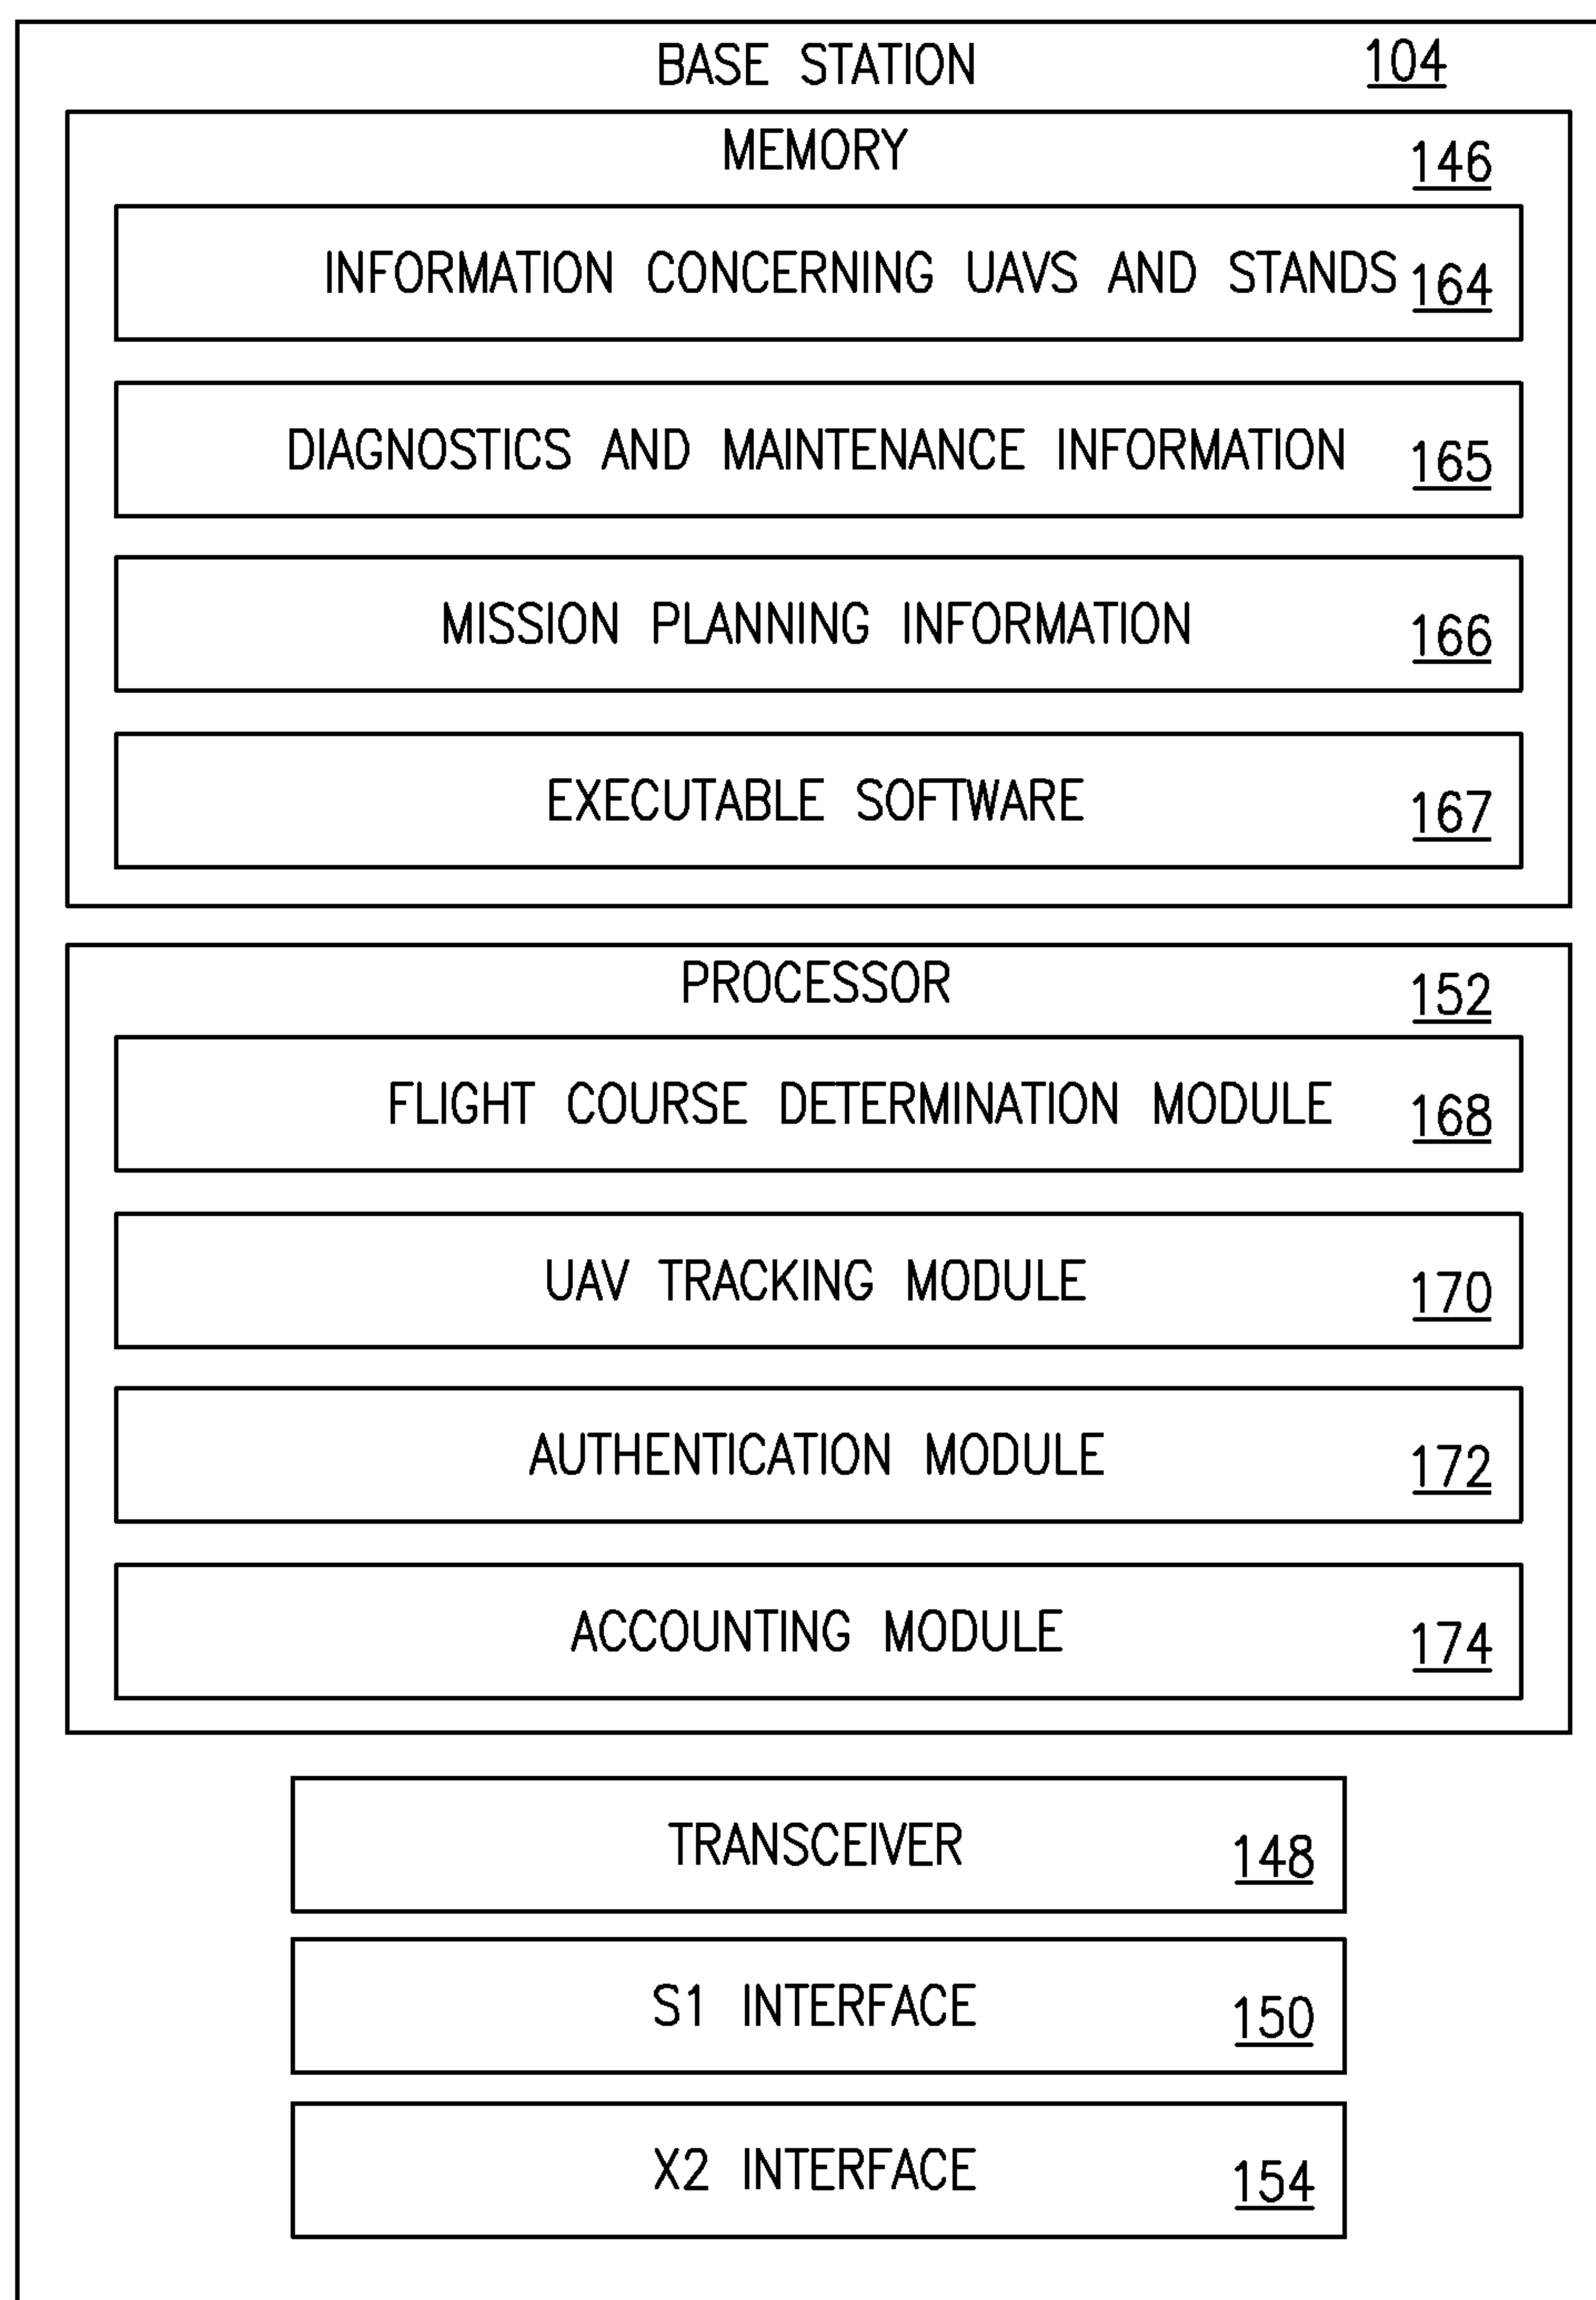 BASE STATION 104
MEMORY 146
INFORMATION CONCERNING UAVS AND STANDS 164
DIAGNOSTICS AND MAINTENANCE INFORMATION 165
MISSION PLANNING INFORMATION 166
EXECUTABLE SOFTWARE 167
PROCESSOR 152
FLIGHT COURSE DETERMINATION MODULE 168
UAV TRACKING MODULE 170
AUTHENTICATION MODULE 172
ACCOUNTING MODULE 174
TRANSCEIVER 148
S1 INTERFACE 150
X2 INTERFACE 154